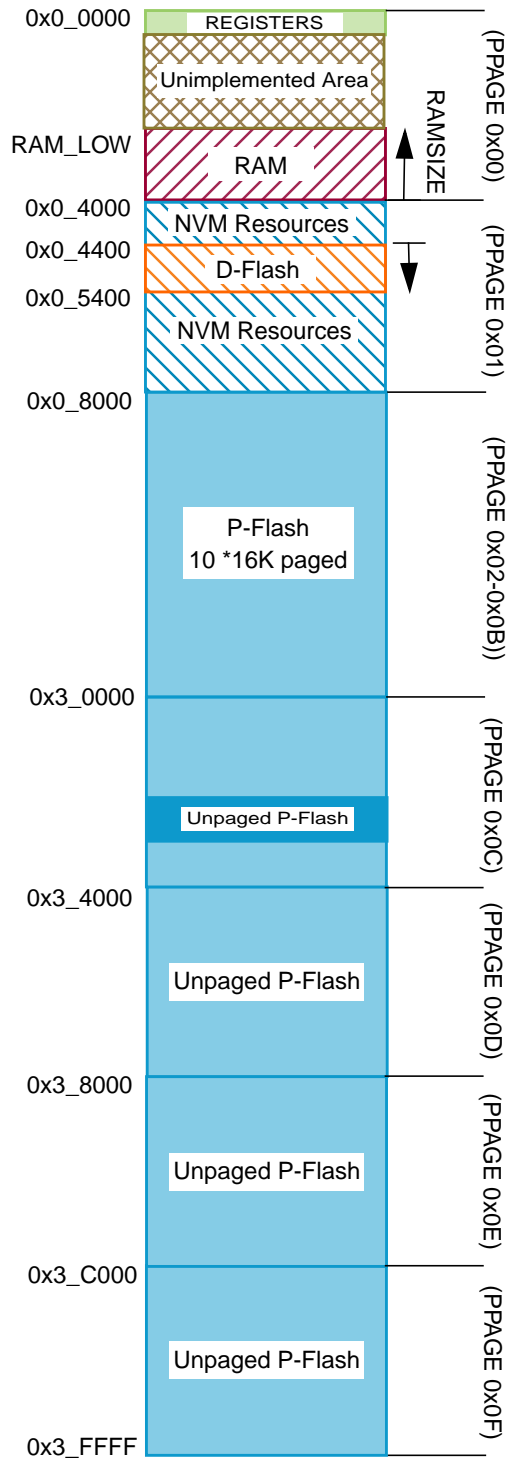 0x0_0000
REGISTERS
Unimplemented Area
(PPAGE 0x00)
RAM_LOW
RAM
RAMSIZE
0x0_4000
NVM Resources
0x0_4400
D-Flash
(PPAGE 0x01)
0x0_5400
NVM Resources
0x0_8000
P-Flash
10 *16K paged
(PPAGE 0x02-0x0B))
0x3_0000
Unpaged P-Flash
(PPAGE 0x0C)
0x3_4000
Unpaged P-Flash
(PPAGE 0x0D)
0x3_8000
Unpaged P-Flash
(PPAGE 0x0E)
0x3_C000
Unpaged P-Flash
(PPAGE 0x0F)
0x3_FFFF